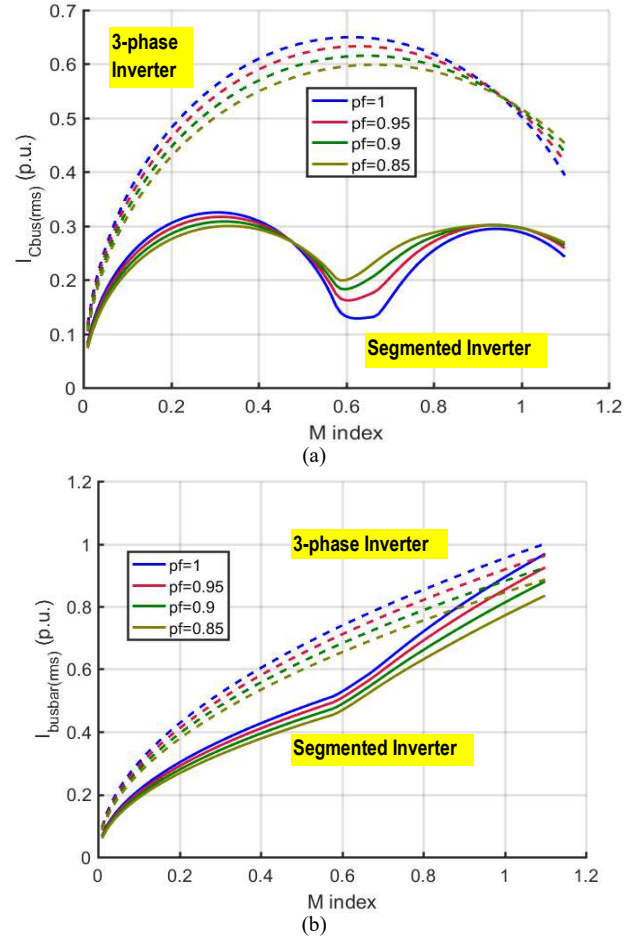 0.7
0.6
0.5
0.4
0.3
0.2
0.1
0
I_Cbus(rms) (p.u.)
3-phase
Inverter
pf=1
pf=0.95
pf=0.9
pf=0.85
Segmented Inverter
0 0.2 0.4 0.6 0.8 1 1.2
M index
(a)
1.2
1
0.8
0.6
0.4
0.2
0
I_busbar(rms) (p.u.)
3-phase Inverter
pf=1
pf=0.95
pf=0.9
pf=0.85
Segmented Inverter
0 0.2 0.4 0.6 0.8 1 1.2
M index
(b)